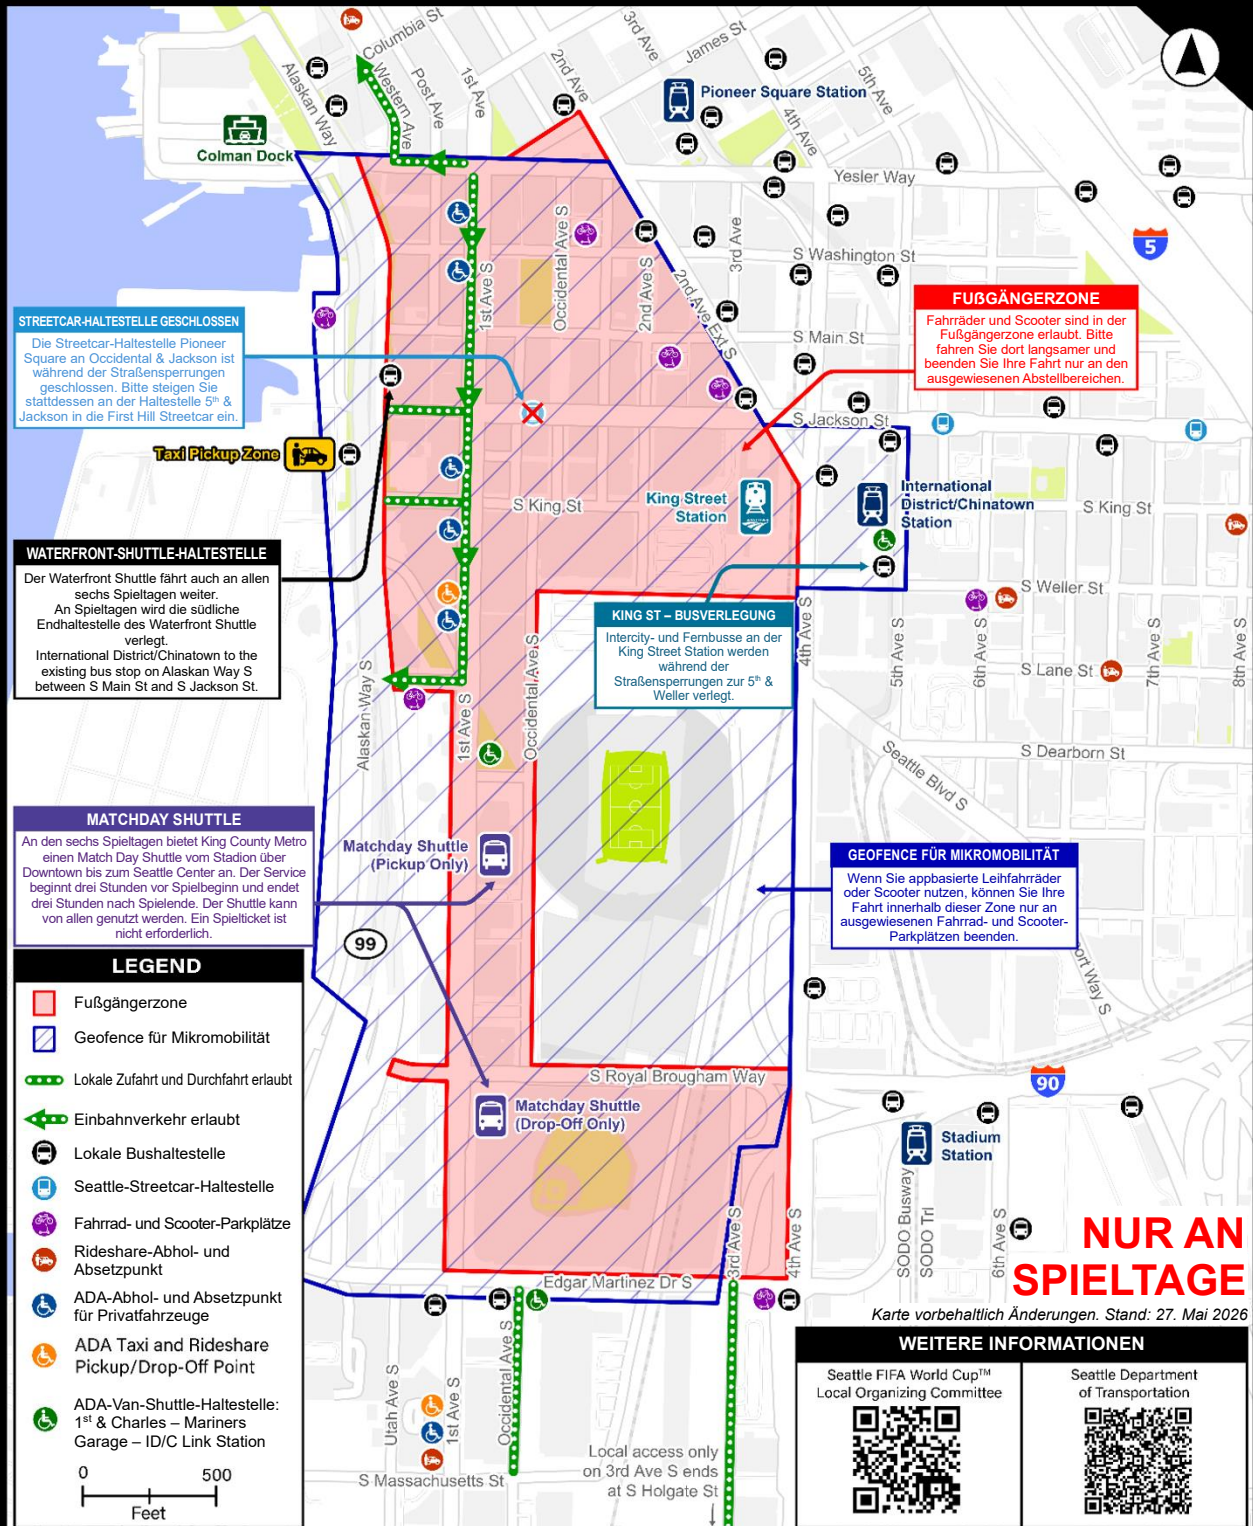 Columbia St
3rd Ave
James St
2nd Ave
5th Ave
Alaskan Way
Western Ave
Post Ave
1st Ave
4th Ave
Pioneer Square Station
Colman Dock
Yesler Way
Occidental Ave S
1st Ave S
2nd Ave S
2nd Ave Ext S
3rd Ave
S Washington St
5
S Main St
S Jackson St
STREETCAR-HALTESTELLE GESCHLOSSEN
Die Streetcar-Haltestelle Pioneer
Square an Occidental & Jackson ist
während der Straßensperrungen
geschlossen. Bitte steigen Sie
stattdessen an der Haltestelle 5th &
Jackson in die First Hill Streetcar ein.
FUßGÄNGERZONE
Fahrräder und Scooter sind in der
Fußgängerzone erlaubt. Bitte
fahren Sie dort langsamer und
beenden Sie Ihre Fahrt nur an den
ausgewiesenen Abstellbereichen.
Taxi Pickup Zone
S King St
King Street
Station
International
District/Chinatown
Station
S King St
WATERFRONT-SHUTTLE-HALTESTELLE
Der Waterfront Shuttle fährt auch an allen
sechs Spieltagen weiter.
An Spieltagen wird die südliche
Endhaltestelle des Waterfront Shuttle
verlegt.
International District/Chinatown to the
existing bus stop on Alaskan Way S
between S Main St and S Jackson St.
KING ST – BUSVERLEGUNG
Intercity- und Fernbusse an der
King Street Station werden
während der
Straßensperrungen zur 5th &
Weller verlegt.
S Weller St
4th Ave S
5th Ave S
6th Ave S
7th Ave S
8th Ave S
S Lane St
S Dearborn St
Seattle Blvd S
Alaskan Way S
1st Ave S
Occidental Ave S
MATCHDAY SHUTTLE
An den sechs Spieltagen bietet King County Metro
einen Match Day Shuttle vom Stadion über
Downtown bis zum Seattle Center an. Der Service
beginnt drei Stunden vor Spielbeginn und endet
drei Stunden nach Spielende. Der Shuttle kann
von allen genutzt werden. Ein Spielticket ist
nicht erforderlich.
Matchday Shuttle
(Pickup Only)
GEOFENCE FÜR MIKROMOBILITÄT
Wenn Sie appbasierte Leihfahrräder
oder Scooter nutzen, können Sie Ihre
Fahrt innerhalb dieser Zone nur an
ausgewiesenen Fahrrad- und Scooter-
Parkplätzen beenden.
ort Way S
99
S Royal Brougham Way
90
Matchday Shuttle
(Drop-Off Only)
Stadium
Station
SODO Busway
SODO Trl
6th Ave S
3rd Ave S
4th Ave S
Edgar Martinez Dr S
Utah Ave S
1st Ave S
Occidental Ave S
S Massachusetts St
Local access only
on 3rd Ave S ends
at S Holgate St
LEGEND
Fußgängerzone
Geofence für Mikromobilität
Lokale Zufahrt und Durchfahrt erlaubt
Einbahnverkehr erlaubt
Lokale Bushaltestelle
Seattle-Streetcar-Haltestelle
Fahrrad- und Scooter-Parkplätze
Rideshare-Abhol- und
Absetzpunkt
ADA-Abhol- und Absetzpunkt
für Privatfahrzeuge
ADA Taxi and Rideshare
Pickup/Drop-Off Point
ADA-Van-Shuttle-Haltestelle:
1st & Charles – Mariners
Garage – ID/C Link Station
0 500
Feet
NUR AN
SPIELTAGE
Karte vorbehaltlich Änderungen. Stand: 27. Mai 2026
WEITERE INFORMATIONEN
Seattle FIFA World Cup™
Local Organizing Committee
Seattle Department
of Transportation